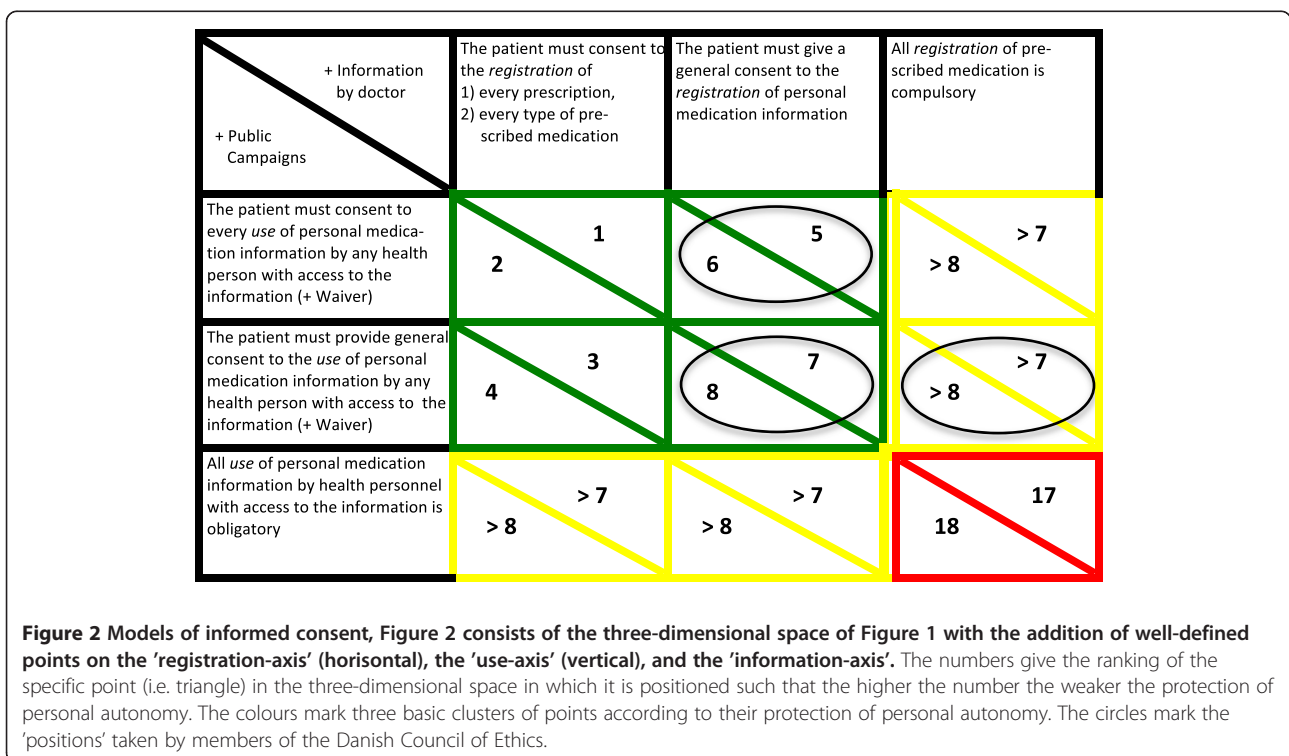 + Information
by doctor
+ Public
Campaigns
The patient must consent to
the registration of
1) every prescription,
2) every type of pre-
scribed medication
The patient must give a
general consent to the
registration of personal
medication information
All registration of pre-
scribed medication is
compulsory
The patient must consent to
every use of personal medica-
tion information by any health
person with access to the
information (+ Waiver)
1
2
5
6
> 7
> 8
The patient must provide general
consent to the use of personal
medication information by any
health person with access to the
information (+ Waiver)
3
4
7
8
> 7
> 8
All use of personal medication
information by health personnel
with access to the information is
obligatory
> 7
> 8
> 7
> 8
17
18
Figure 2 Models of informed consent, Figure 2 consists of the three-dimensional space of Figure 1 with the addition of well-defined
points on the 'registration-axis' (horisontal), the 'use-axis' (vertical), and the 'information-axis'. The numbers give the ranking of the
specific point (i.e. triangle) in the three-dimensional space in which it is positioned such that the higher the number the weaker the protection of
personal autonomy. The colours mark three basic clusters of points according to their protection of personal autonomy. The circles mark the
'positions' taken by members of the Danish Council of Ethics.